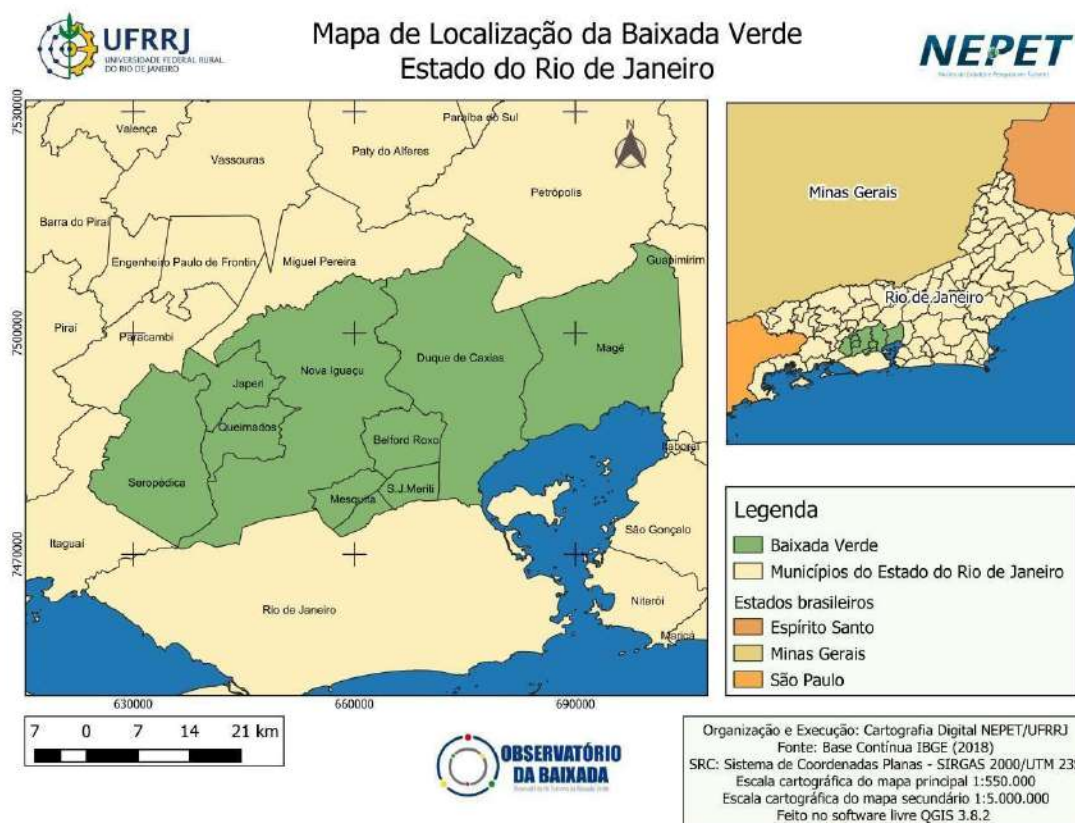 UFRRJ
UNIVERSIDADE FEDERAL RURAL
DO RIO DE JANEIRO
Mapa de Localização da Baixada Verde
Estado do Rio de Janeiro
NEPET
Núcleo de Estudos e Pesquisa em Turismo
7530000
7500000
7470000
Valença
Vassouras
Paraíba do Sul
Paty do Alferes
N
Petrópolis
Barra do Piraí
Engenheiro Paulo de Frontin
Miguel Pereira
Guapimirim
Piraí
Paracambi
Japeri
Nova Iguaçu
Duque de Caxias
Magé
Queimados
Belford Roxo
Itaboraí
Seropédica
Mesquita
S.J.Meriti
Itaguaí
São Gonçalo
Rio de Janeiro
Niterói
Maricá
630000
660000
690000
Minas Gerais
Rio de Janeiro
Legenda
Baixada Verde
Municípios do Estado do Rio de Janeiro
Estados brasileiros
Espírito Santo
Minas Gerais
São Paulo
7 0 7 14 21 km
OBSERVATÓRIO
DA BAIXADA
Organização e Execução: Cartografia Digital NEPET/UFRRJ
Fonte: Base Contínua IBGE (2018)
SRC: Sistema de Coordenadas Planas - SIRGAS 2000/UTM 23
Escala cartográfica do mapa principal 1:550.000
Escala cartográfica do mapa secundário 1:5.000.000
Feito no software livre QGIS 3.8.2